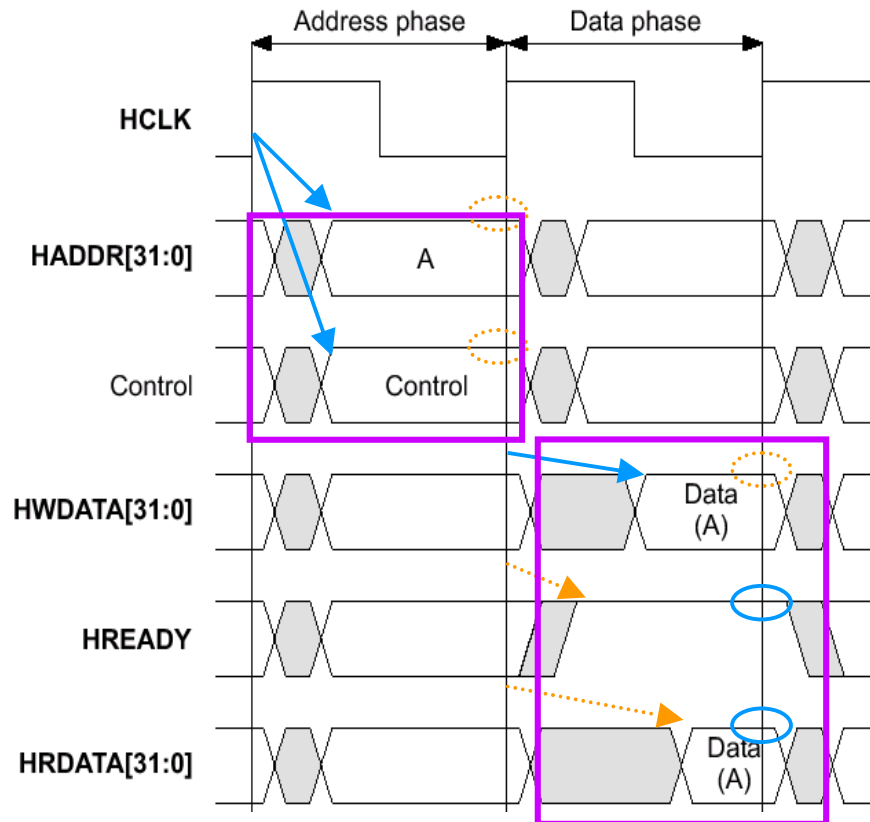 Address phase Data phase
HCLK
HADDR[31:0] A
Control Control
HWDATA[31:0] Data
(A)
HREADY
HRDATA[31:0] Data
(A)